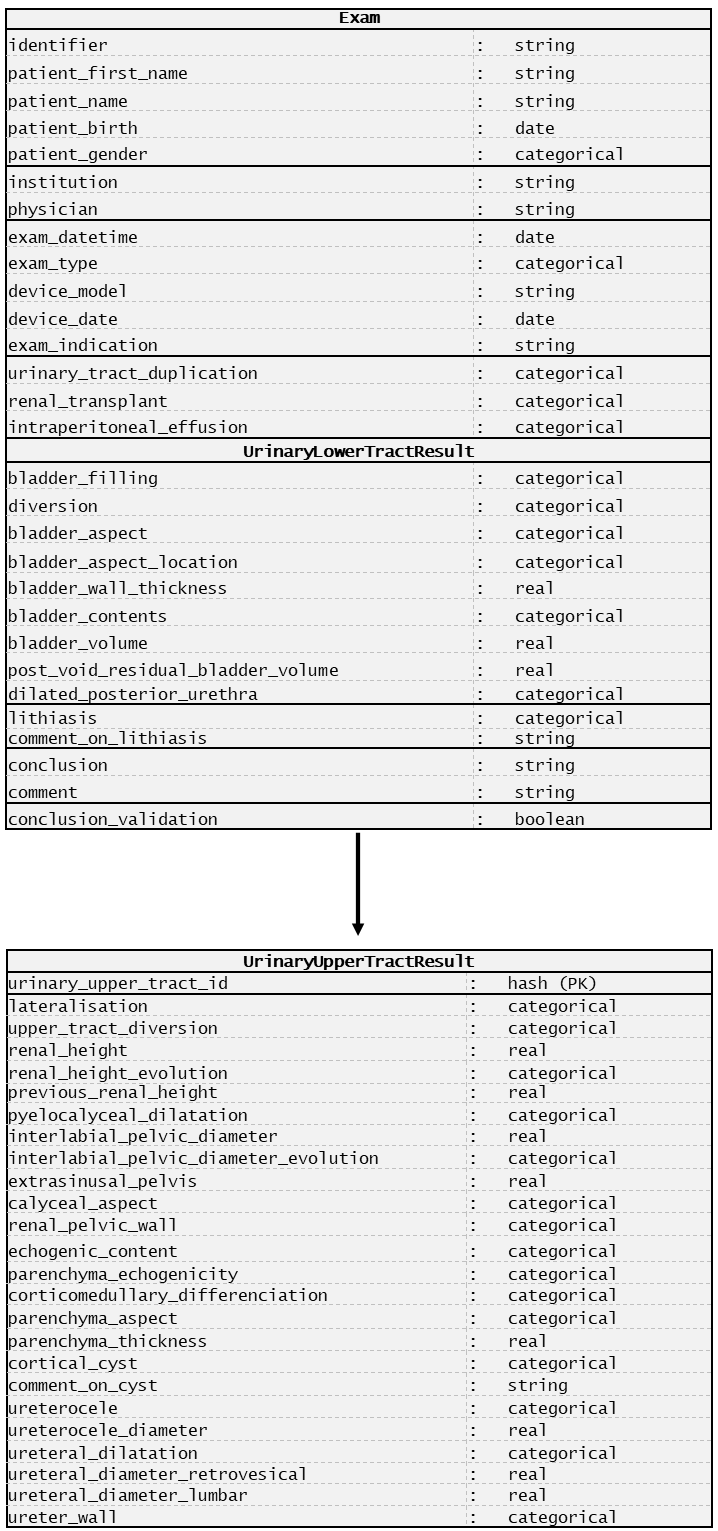 Exam
identifier : string
patient_first_name : string
patient_name : string
patient_birth : date
patient_gender : categorical
institution : string
physician : string
exam_datetime : date
exam_type : categorical
device_model : string
device_date : date
exam_indication : string
urinary_tract_duplication : categorical
renal_transplant : categorical
intraperitoneal_effusion : categorical
UrinaryLowerTractResult
bladder_filling : categorical
diversion : categorical
bladder_aspect : categorical
bladder_aspect_location : categorical
bladder_wall_thickness : real
bladder_contents : categorical
bladder_volume : real
post_void_residual_bladder_volume : real
dilated_posterior_urethra : categorical
lithiasis : categorical
comment_on_lithiasis : string
conclusion : string
comment : string
conclusion_validation : boolean
UrinaryUpperTractResult
urinary_upper_tract_id : hash (PK)
lateralisation : categorical
upper_tract_diversion : categorical
renal_height : real
renal_height_evolution : categorical
previous_renal_height : real
pyelocalyceal_dilatation : categorical
interlabial_pelvic_diameter : real
interlabial_pelvic_diameter_evolution : categorical
extrasinusal_pelvis : real
calyceal_aspect : categorical
renal_pelvic_wall : categorical
echogenic_content : categorical
parenchyma_echogenicity : categorical
corticomedullary_differenciation : categorical
parenchyma_aspect : categorical
parenchyma_thickness : real
cortical_cyst : categorical
comment_on_cyst : string
ureterocele : categorical
ureterocele_diameter : real
ureteral_dilatation : categorical
ureteral_diameter_retrovesical : real
ureteral_diameter_lumbar : real
ureter_wall : categorical